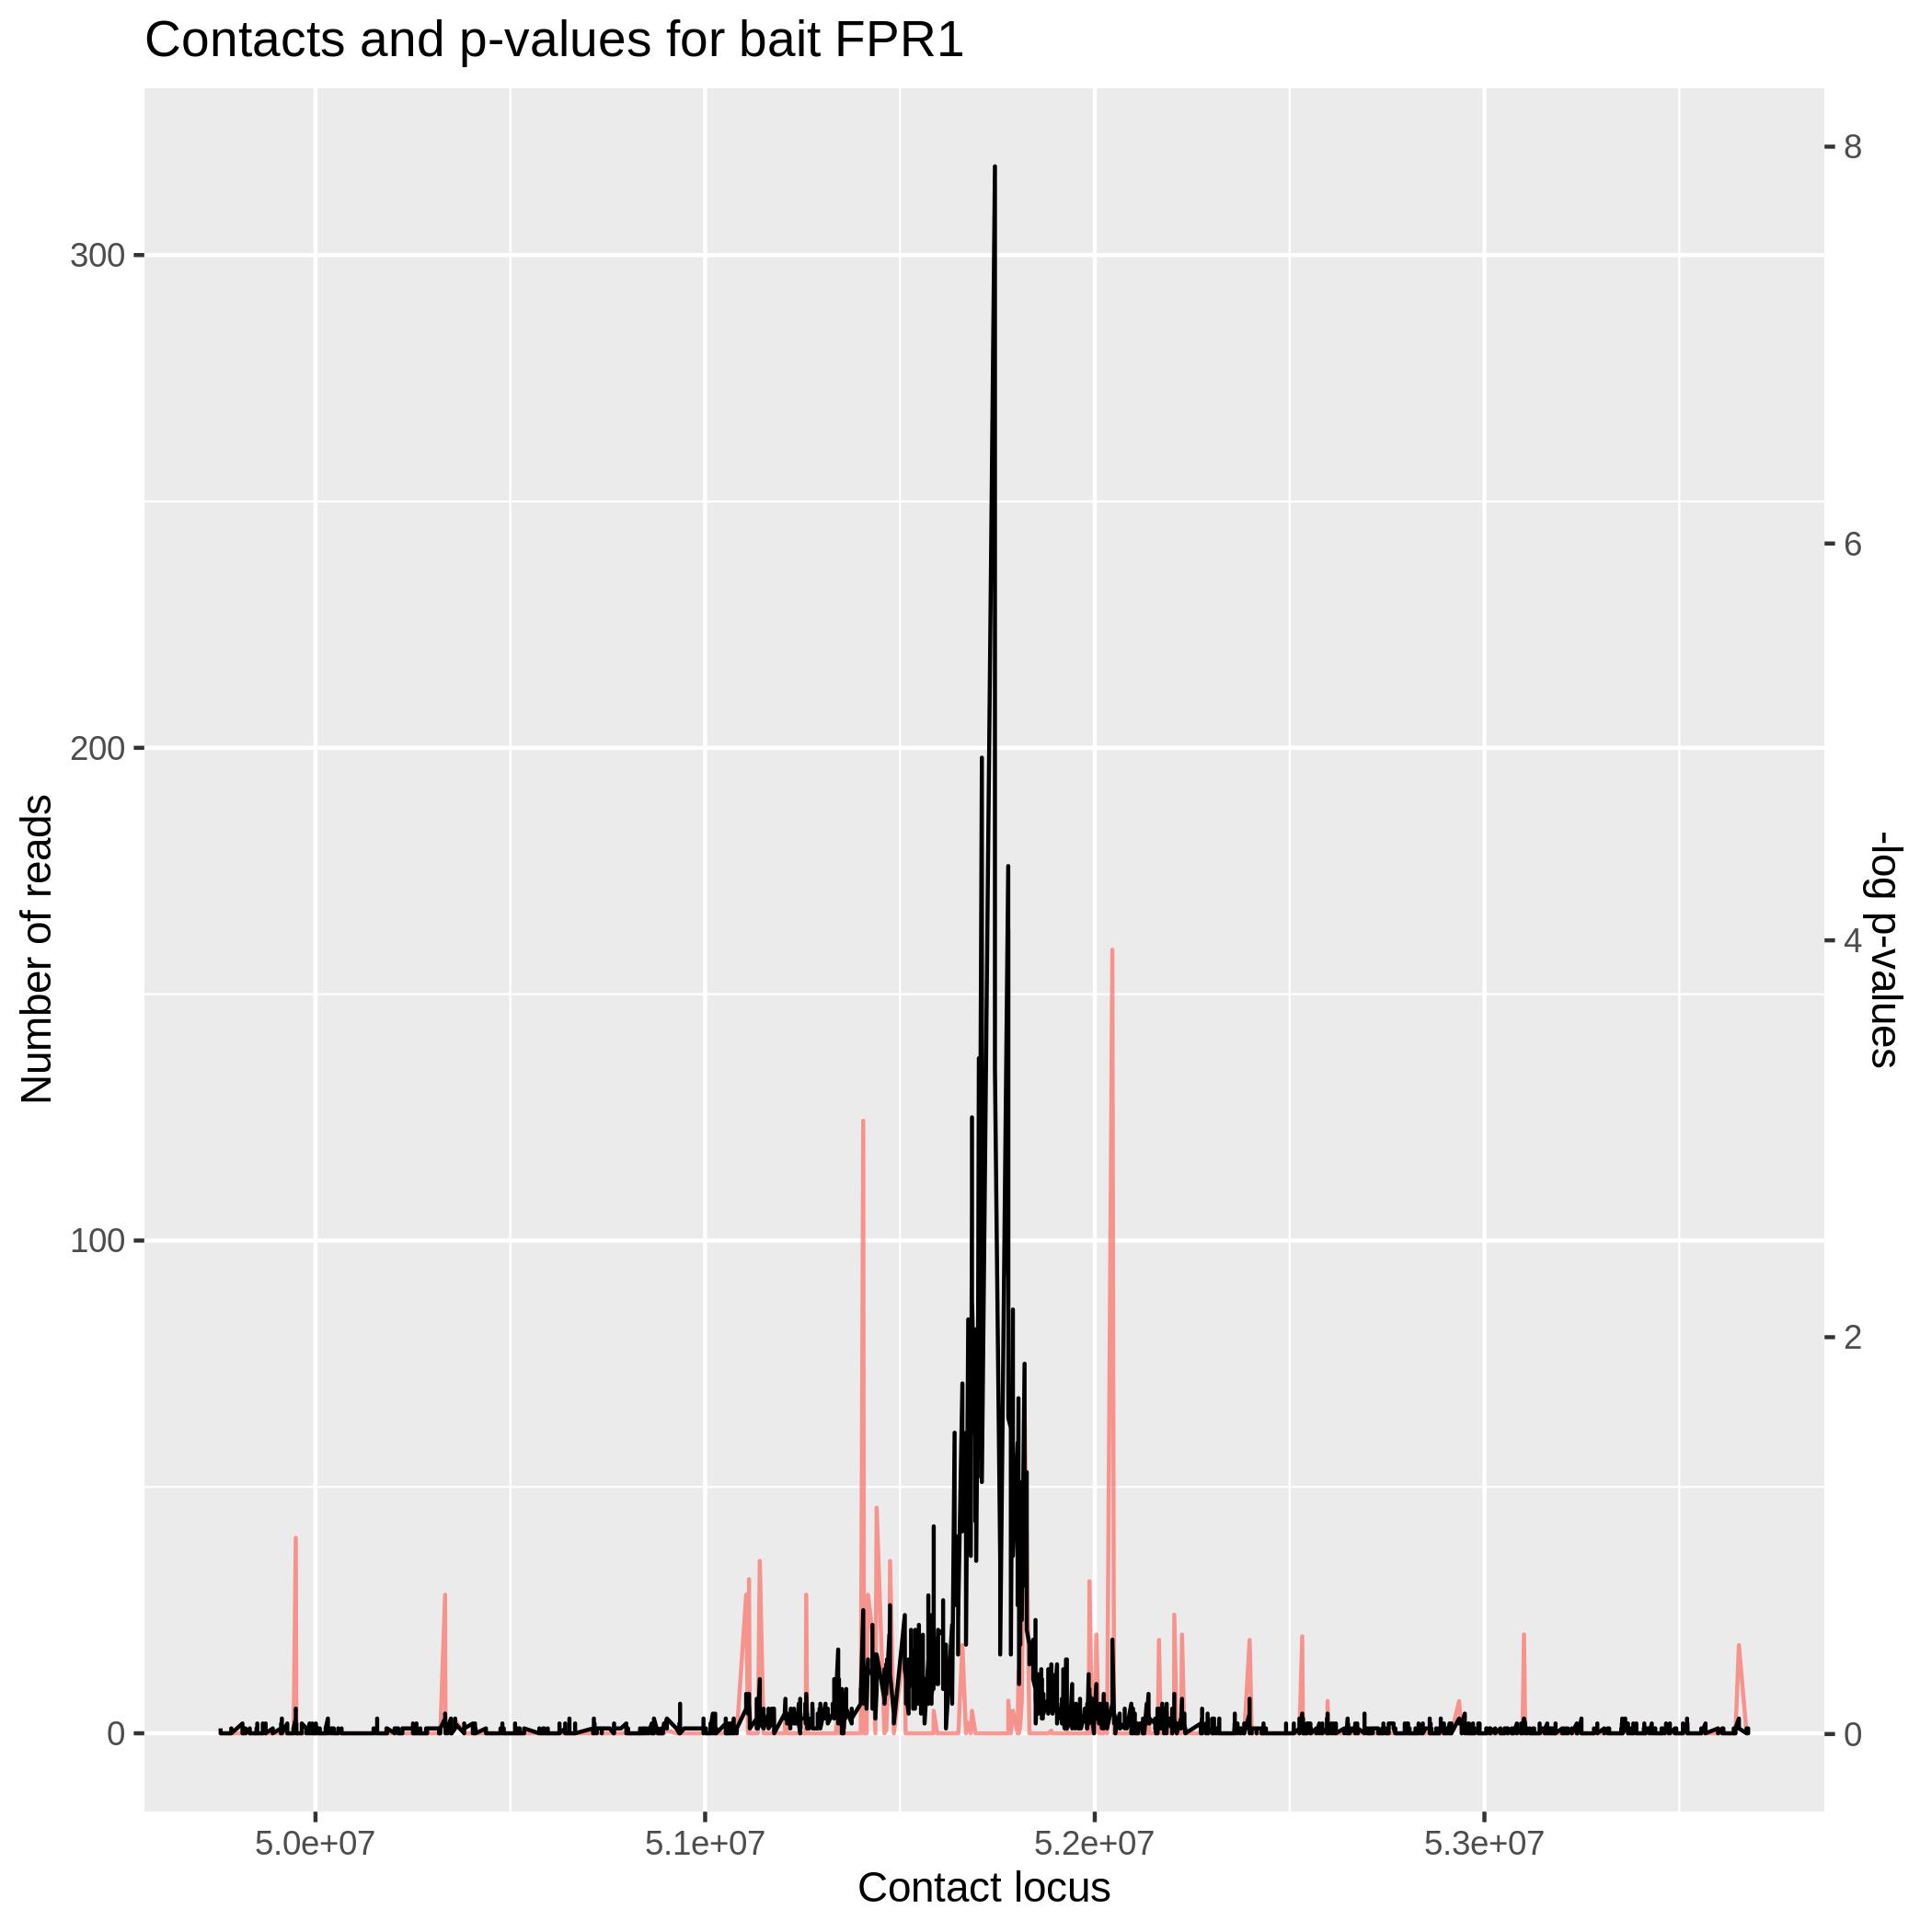 Contacts and p-values for bait FPR1
300
200
100
0
Number of reads
8
6
4
2
0
-log p-values
5.0e+07
5.1e+07
5.2e+07
5.3e+07
Contact locus